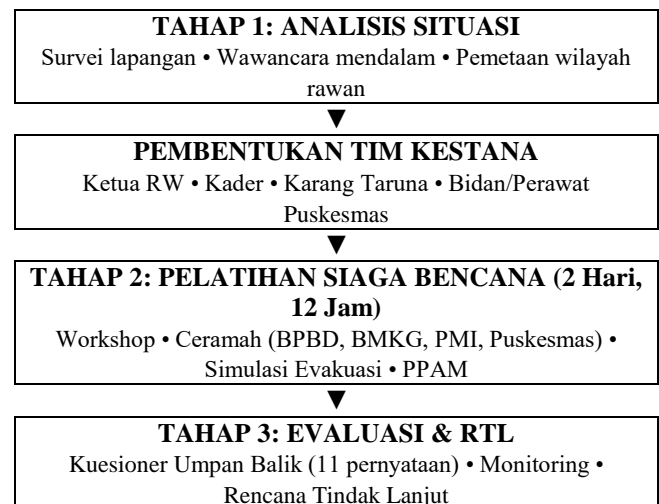 TAHAP 1: ANALISIS SITUASI
Survei lapangan • Wawancara mendalam • Pemetaan wilayah
rawan
▼
PEMBENTUKAN TIM KESTANA
Ketua RW • Kader • Karang Taruna • Bidan/Perawat
Puskesmas
▼
TAHAP 2: PELATIHAN SIAGA BENCANA (2 Hari,
12 Jam)
Workshop • Ceramah (BPBD, BMKG, PMI, Puskesmas) •
Simulasi Evakuasi • PPAM
▼
TAHAP 3: EVALUASI & RTL
Kuesioner Umpan Balik (11 pernyataan) • Monitoring •
Rencana Tindak Lanjut